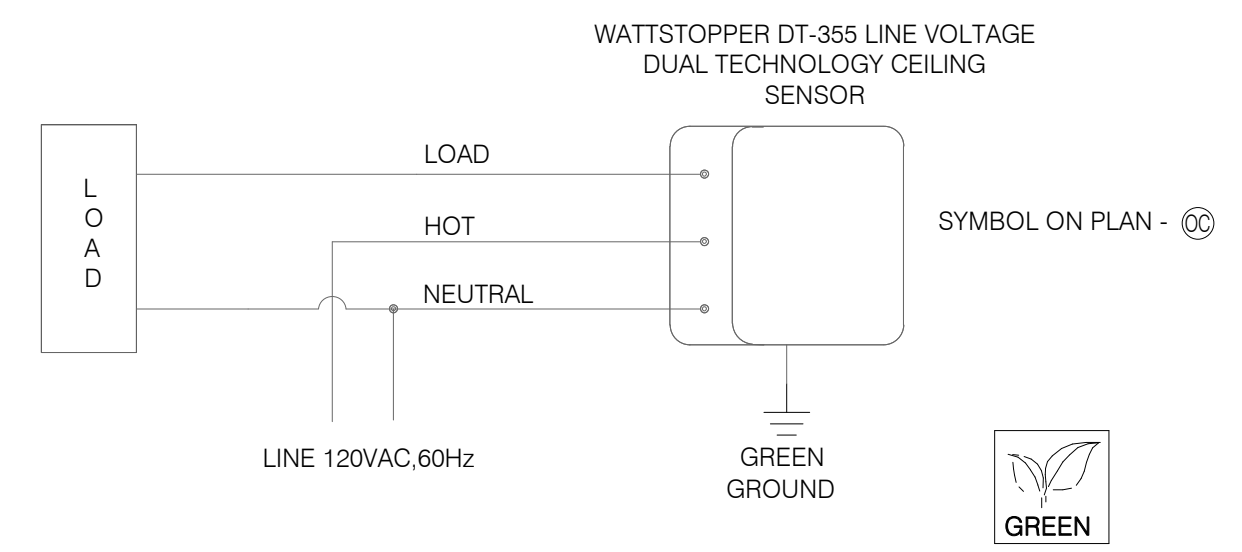 WATTSTOPPER DT-355 LINE VOLTAGE
DUAL TECHNOLOGY CEILING
SENSOR
LOAD
LOAD
HOT
NEUTRAL
SYMBOL ON PLAN - OC
LINE 120VAC,60Hz
GREEN
GROUND
GREEN